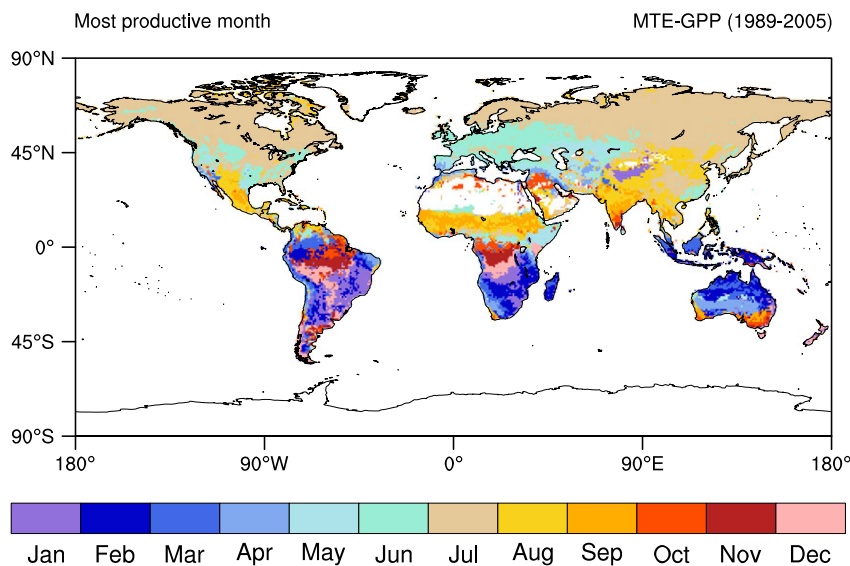 Most productive month MTE-GPP (1989-2005)
90°N
45°N
0°
45°S
90°S
180° 90°W 0° 90°E 180°
Jan Feb Mar Apr May Jun Jul Aug Sep Oct Nov Dec